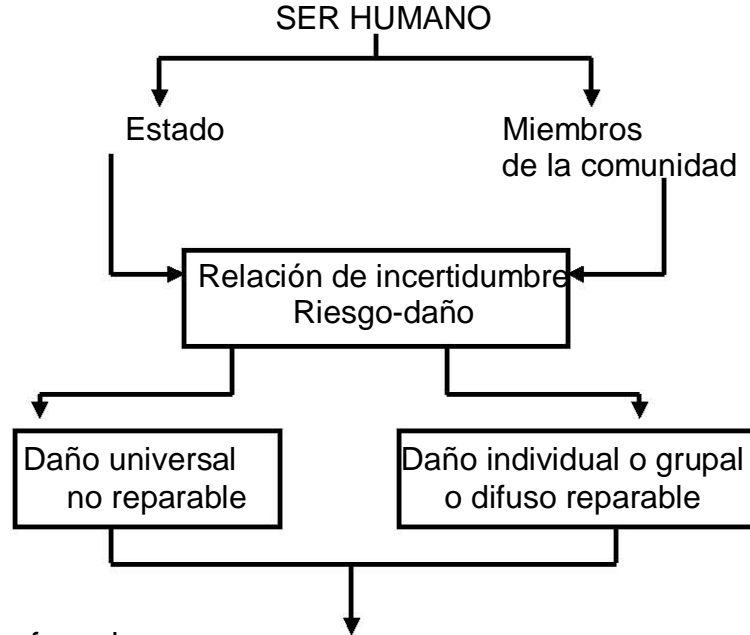 SER HUMANO
Estado
Miembros
de la comunidad
Relación de incertidumbre
Riesgo-daño
Daño universal
no reparable
Daño individual o grupal
o difuso reparable